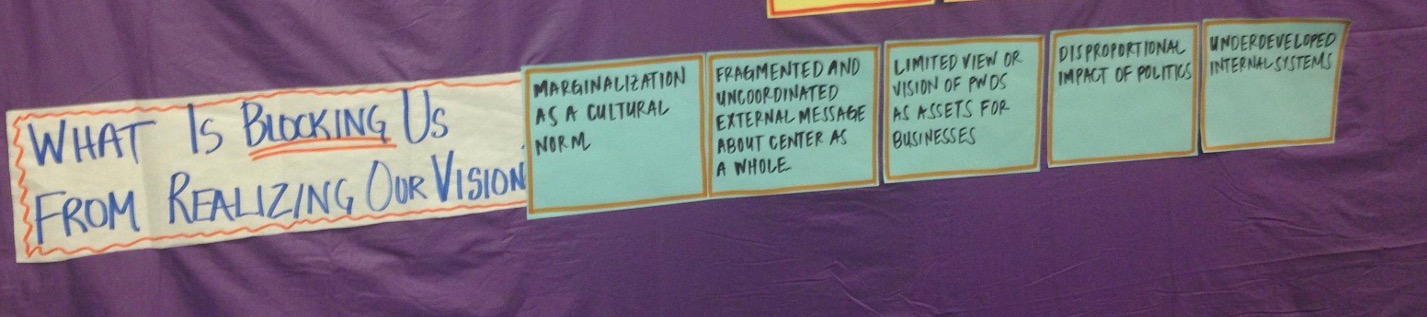 WHAT IS BLOCKING US
FROM REALIZING OUR VISION
MARGINALIZATION
AS A CULTURAL
NORM
FRAGMENTED AND
UNCOORDINATED
EXTERNAL MESSAGE
ABOUT CENTER AS
A WHOLE
LIMITED VIEW OR
VISION OF PWDS
AS ASSETS FOR
BUSINESSES
DISPROPORTIONAL
IMPACT OF POLITICS
UNDERDEVELOPED
INTERNAL SYSTEMS